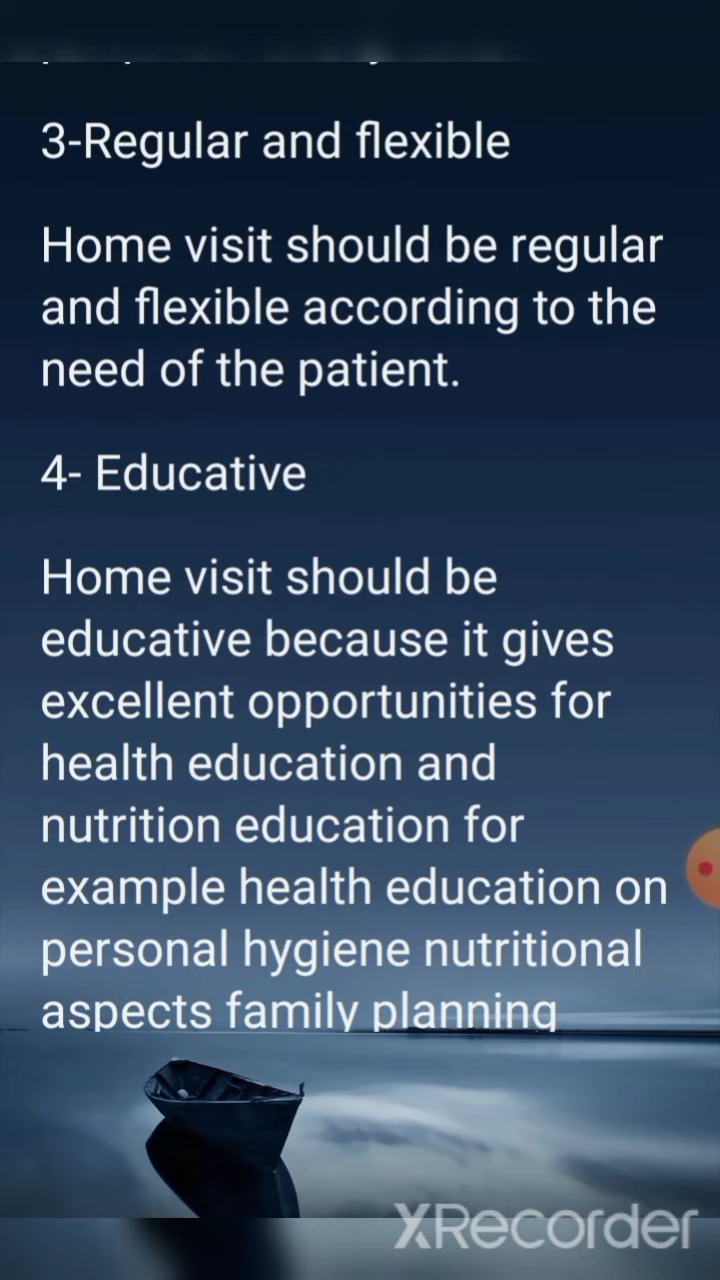 3-Regular and flexible
Home visit should be regular
and flexible according to the
need of the patient.
4- Educative
Home visit should be
educative because it gives
excellent opportunities for
health education and
nutrition education for
example health education on
personal hygiene nutritional
aspects family planning
XRecorder